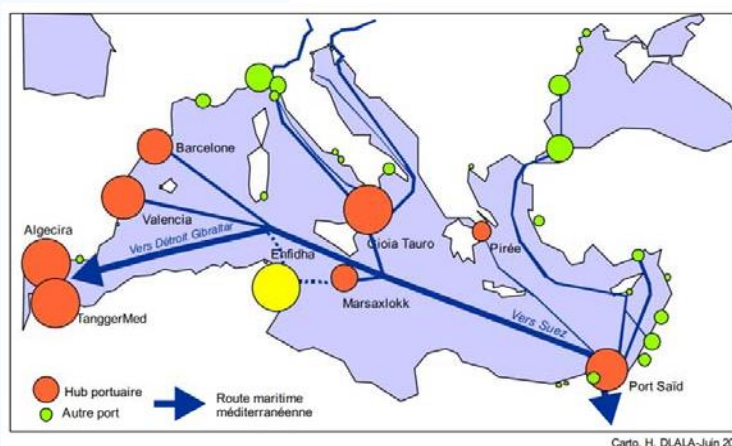 Barcelone
Valencia
Algecira
Vers Détroit Gibraltar
Enfidha
Gioia Tauro
Pirée
TanggerMed
Marsaxlokk
Vers Suez
Port Saïd
Hub portuaire
Autre port
Route maritime
méditerranéenne
Carto. H. DLALA-Juin